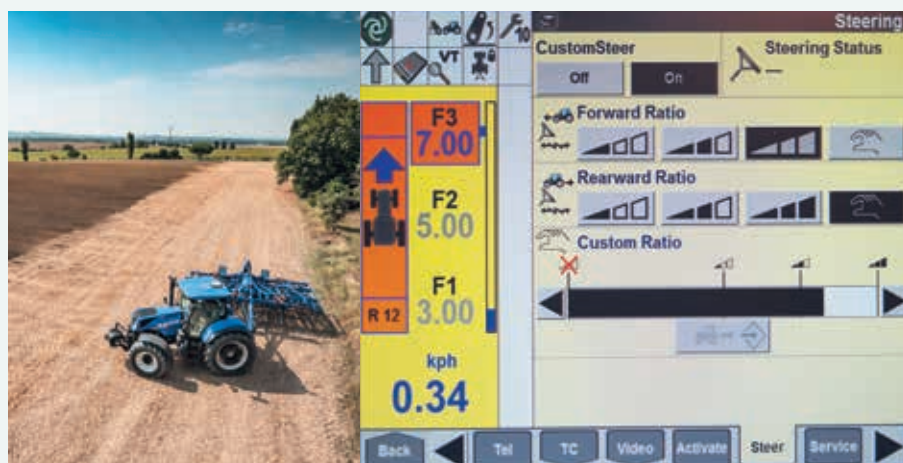 Steering
10
VT
CustomSteer
Steering Status
Off
On
F3
7.00
Forward Ratio
Rearward Ratio
F2
5.00
Custom Ratio
F1
3.00
R 12
kph
0.34
Back
Tel
TC
Video
Activate
Steer
Service